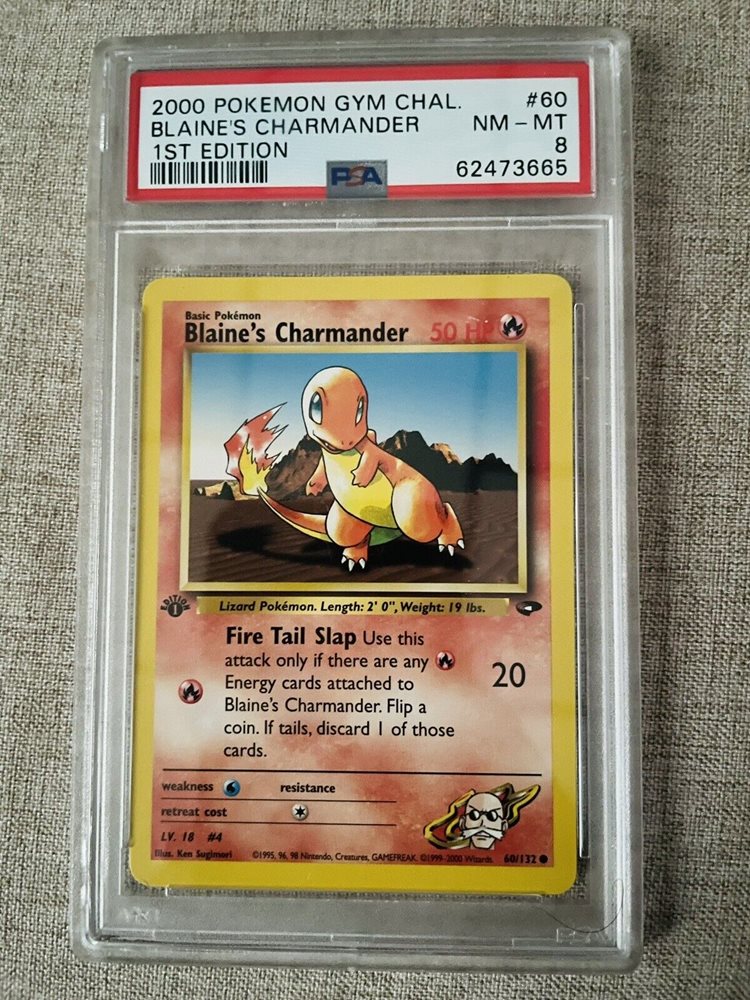 2000 POKEMON GYM CHAL. #60
BLAINE'S CHARMANDER NM - MT
1ST EDITION 8
PSA 62473665
Basic Pokémon
Blaine's Charmander 50 HP
EDITION 1
Lizard Pokémon. Length: 2' 0", Weight: 19 lbs.
Fire Tail Slap Use this
attack only if there are any
Energy cards attached to
Blaine's Charmander. Flip a
coin. If tails, discard 1 of those
cards.
20
weakness resistance
retreat cost
LV. 18 #4
Illus. Ken Sugimori ©1995, 96, 98 Nintendo, Creatures, GAMEFREAK. ©1999-2000 Wizards. 60/132